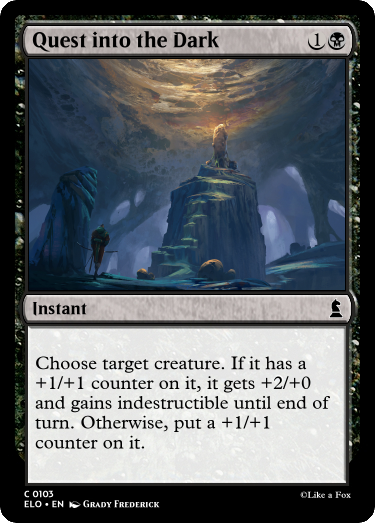 Quest into the Dark 1
Instant
Choose target creature. If it has a
+1/+1 counter on it, it gets +2/+0
and gains indestructible until end of
turn. Otherwise, put a +1/+1
counter on it.
C 0103
ELO • EN Grady Frederick ©Like a Fox